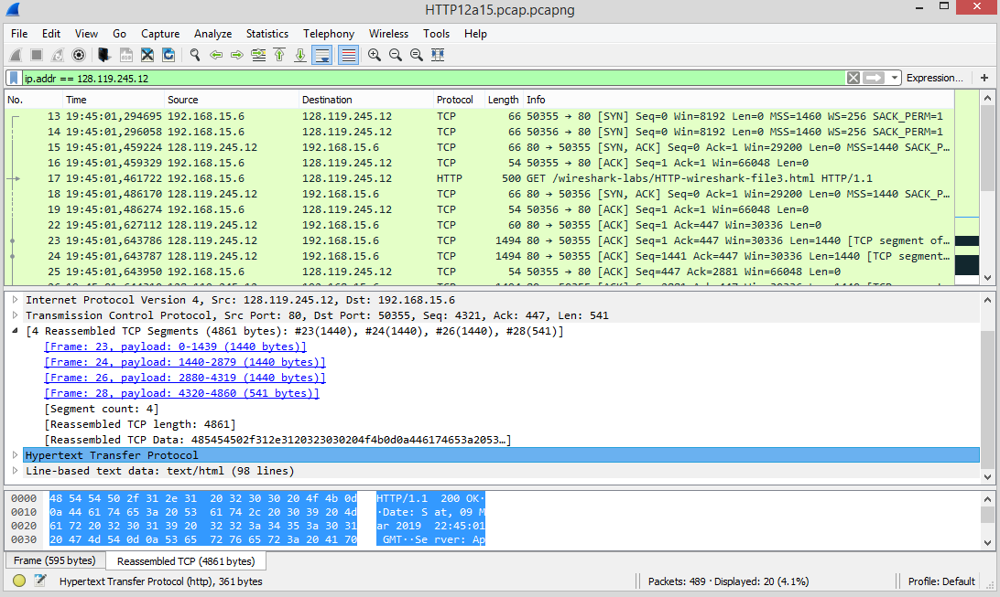 HTTP12a15.pcap.pcapng
File Edit View Go Capture Analyze Statistics Telephony Wireless Tools Help
ip.addr == 128.119.245.12 Expression… +
No. Time Source Destination Protocol Length Info
13 19:45:01,294695 192.168.15.6 128.119.245.12 TCP 66 50355 → 80 [SYN] Seq=0 Win=8192 Len=0 MSS=1460 WS=256 SACK_PERM=1
14 19:45:01,296058 192.168.15.6 128.119.245.12 TCP 66 50356 → 80 [SYN] Seq=0 Win=8192 Len=0 MSS=1460 WS=256 SACK_PERM=1
15 19:45:01,459224 128.119.245.12 192.168.15.6 TCP 66 80 → 50355 [SYN, ACK] Seq=0 Ack=1 Win=29200 Len=0 MSS=1440 SACK_P…
16 19:45:01,459329 192.168.15.6 128.119.245.12 TCP 54 50355 → 80 [ACK] Seq=1 Ack=1 Win=66048 Len=0
17 19:45:01,461722 192.168.15.6 128.119.245.12 HTTP 500 GET /wireshark-labs/HTTP-wireshark-file3.html HTTP/1.1
18 19:45:01,486170 128.119.245.12 192.168.15.6 TCP 66 80 → 50356 [SYN, ACK] Seq=0 Ack=1 Win=29200 Len=0 MSS=1440 SACK_P…
19 19:45:01,486274 192.168.15.6 128.119.245.12 TCP 54 50356 → 80 [ACK] Seq=1 Ack=1 Win=66048 Len=0
22 19:45:01,627112 128.119.245.12 192.168.15.6 TCP 60 80 → 50355 [ACK] Seq=1 Ack=447 Win=30336 Len=0
23 19:45:01,643786 128.119.245.12 192.168.15.6 TCP 1494 80 → 50355 [ACK] Seq=1 Ack=447 Win=30336 Len=1440 [TCP segment of…
24 19:45:01,643787 128.119.245.12 192.168.15.6 TCP 1494 80 → 50355 [ACK] Seq=1441 Ack=447 Win=30336 Len=1440 [TCP segment…
25 19:45:01,643950 192.168.15.6 128.119.245.12 TCP 54 50355 → 80 [ACK] Seq=447 Ack=2881 Win=66048 Len=0
Internet Protocol Version 4, Src: 128.119.245.12, Dst: 192.168.15.6
Transmission Control Protocol, Src Port: 80, Dst Port: 50355, Seq: 4321, Ack: 447, Len: 541
[4 Reassembled TCP Segments (4861 bytes): #23(1440), #24(1440), #26(1440), #28(541)]
[Frame: 23, payload: 0-1439 (1440 bytes)]
[Frame: 24, payload: 1440-2879 (1440 bytes)]
[Frame: 26, payload: 2880-4319 (1440 bytes)]
[Frame: 28, payload: 4320-4860 (541 bytes)]
[Segment count: 4]
[Reassembled TCP length: 4861]
[Reassembled TCP Data: 485454502f312e3120323030204f4b0d0a446174653a2053…]
Hypertext Transfer Protocol
Line-based text data: text/html (98 lines)
0000 48 54 54 50 2f 31 2e 31 20 32 30 30 20 4f 4b 0d HTTP/1.1 200 OK·
0010 0a 44 61 74 65 3a 20 53 61 74 2c 20 30 39 20 4d ·Date: S at, 09 M
0020 61 72 20 32 30 31 39 20 32 32 3a 34 35 3a 30 31 ar 2019 22:45:01
0030 20 47 4d 54 0d 0a 53 65 72 76 65 72 3a 20 41 70 GMT··Se rver: Ap
Frame (595 bytes) Reassembled TCP (4861 bytes)
Hypertext Transfer Protocol (http), 361 bytes Packets: 489 · Displayed: 20 (4.1%) Profile: Default